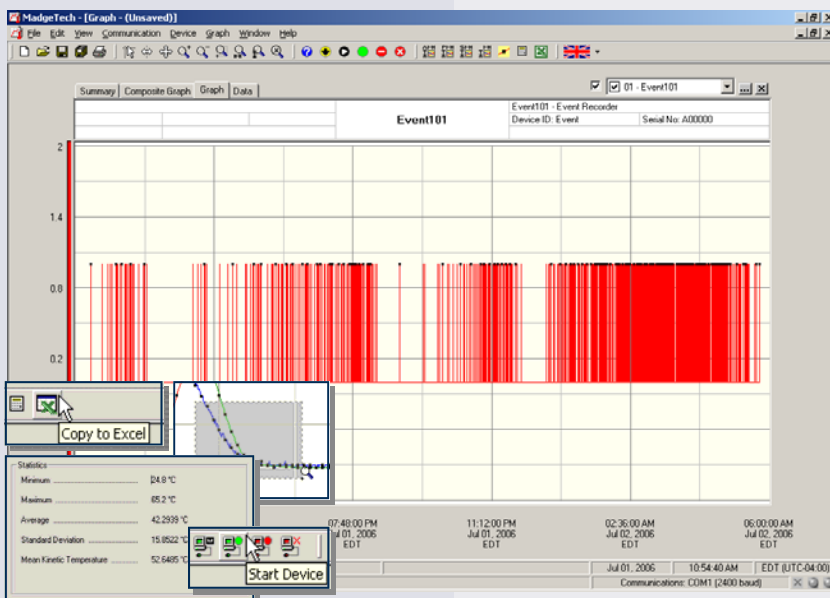 MadgeTech - [Graph - (Unsaved)]
File Edit View Communication Device Graph Window Help
Summary Composite Graph Graph Data
01 - Event101
Event101
Event101 - Event Recorder
Device ID: Event Serial No: A00000
2
1.4
0.8
0.2
Copy to Excel
Statistics
Minimum 24.8 °C
Maximum 65.2 °C
Average 42.2939 °C
Standard Deviation 15.8522 °C
Mean Kinetic Temperature 52.6485 °C
Start Device
07:48:00 PM
Jul 01, 2006
EDT
11:12:00 PM
Jul 01, 2006
EDT
02:36:00 AM
Jul 02, 2006
EDT
06:00:00 AM
Jul 02, 2006
EDT
Jul 01, 2006 10:54:40 AM EDT (UTC-04:00)
Communications: COM1 (2400 baud)